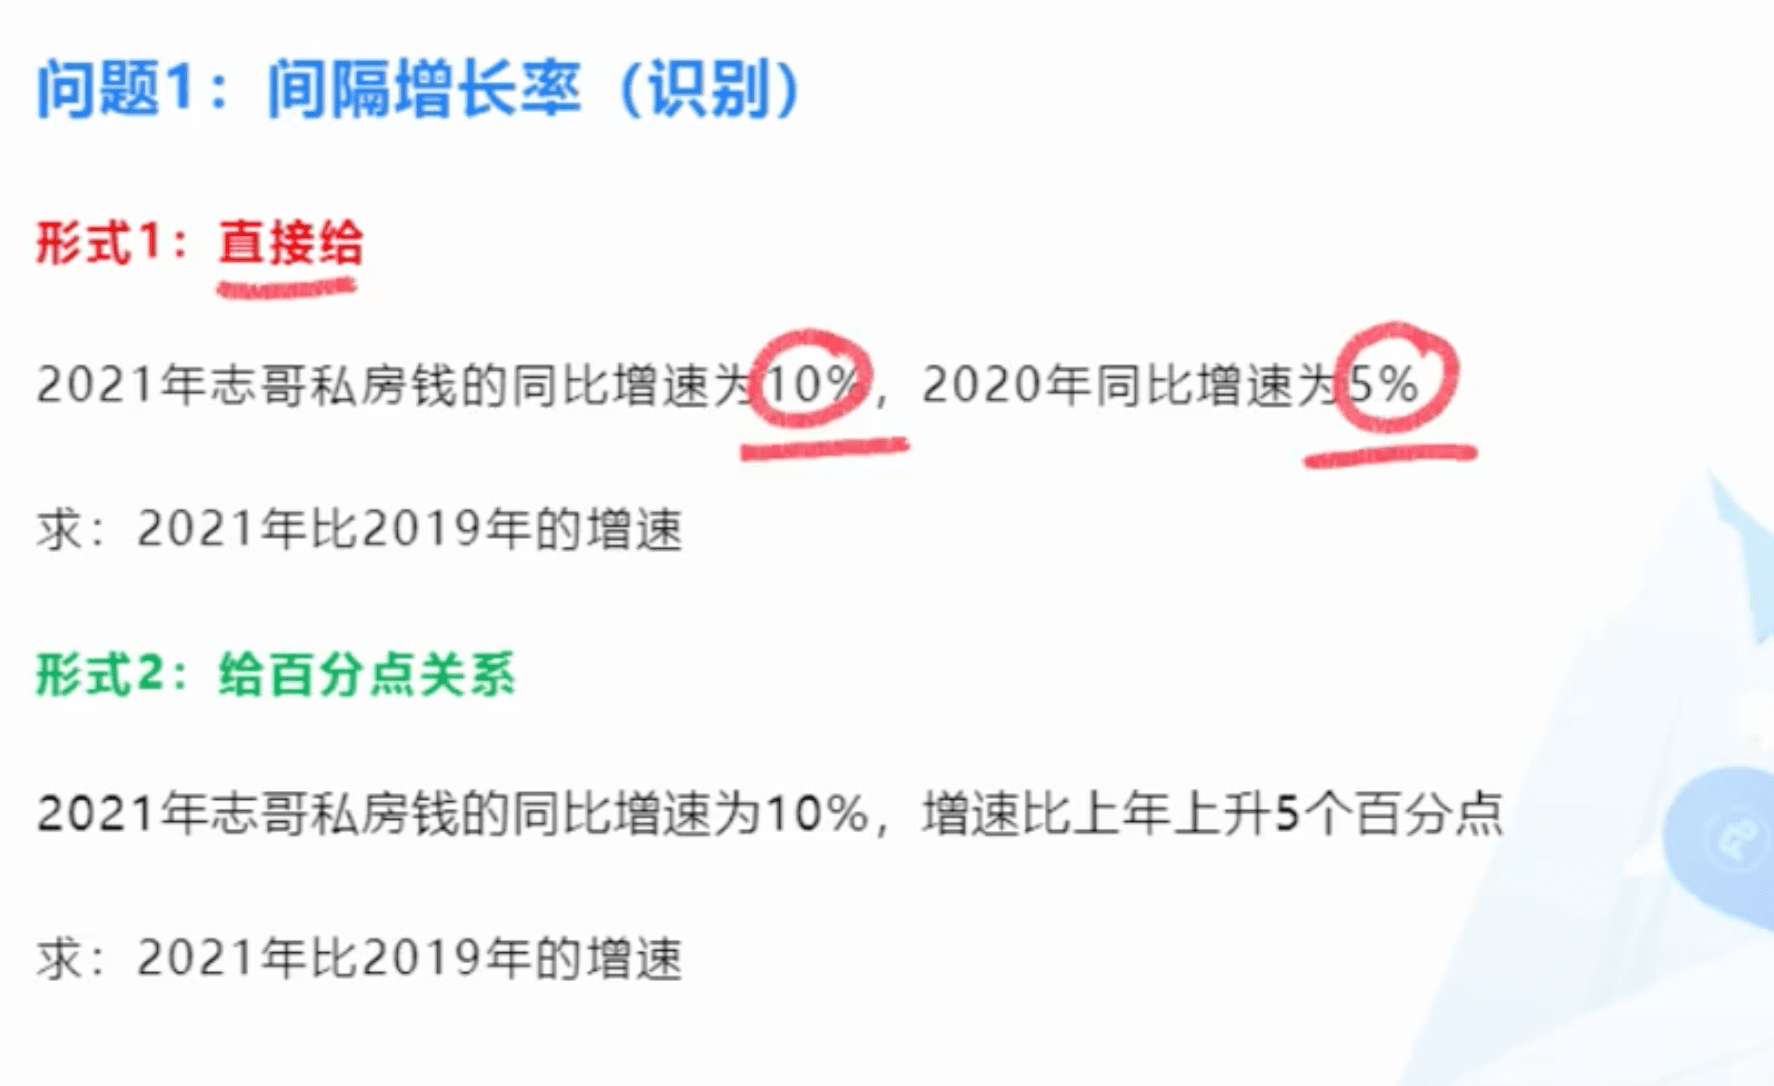 问题1：间隔增长率（识别）
形式1：直接给
2021年志哥私房钱的同比增速为10%，2020年同比增速为5%
求：2021年比2019年的增速
形式2：给百分点关系
2021年志哥私房钱的同比增速为10%，增速比上年上升5个百分点
求：2021年比2019年的增速